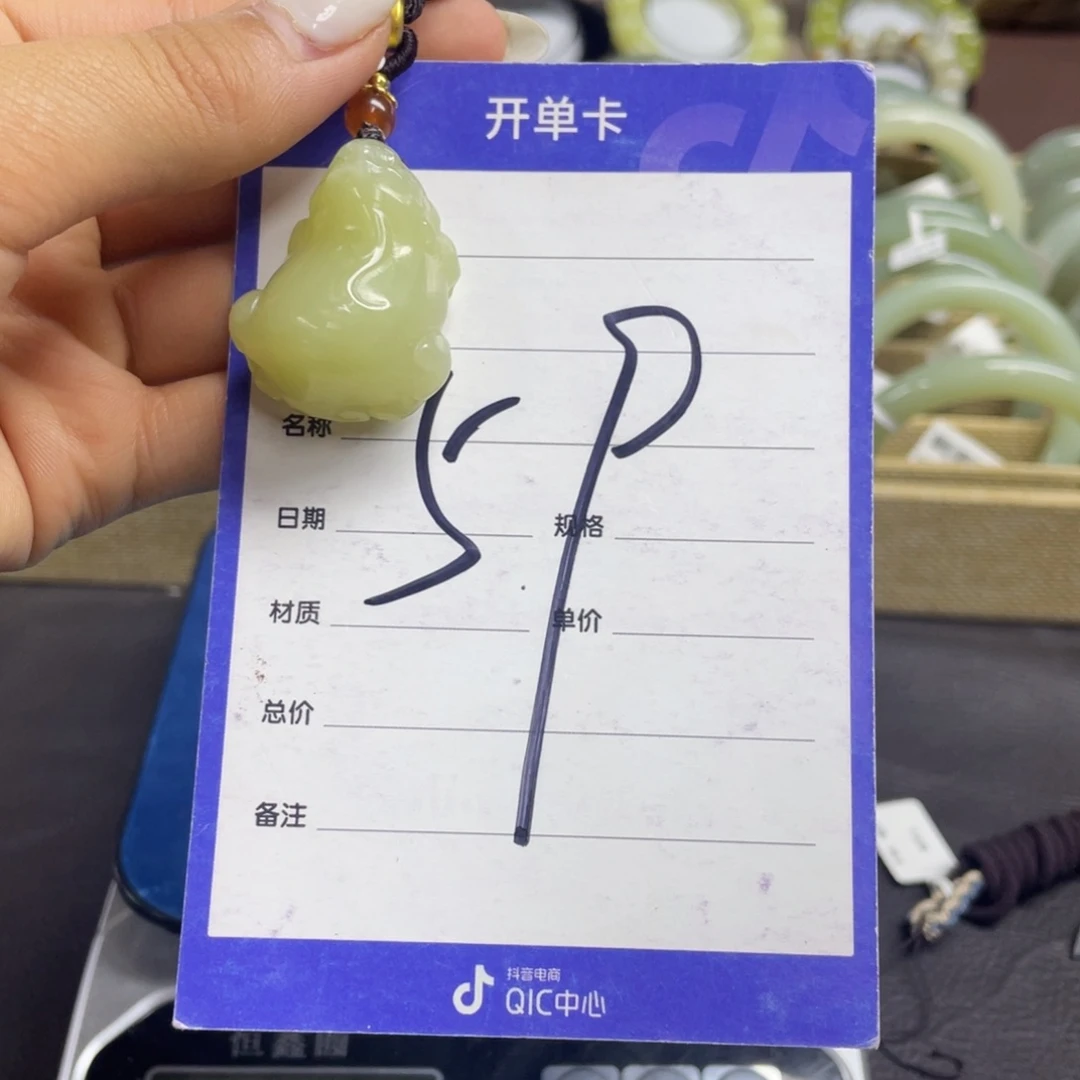 开单卡
5P
名称
日期 规格
材质 单价
总价
备注
抖音电商
QIC中心